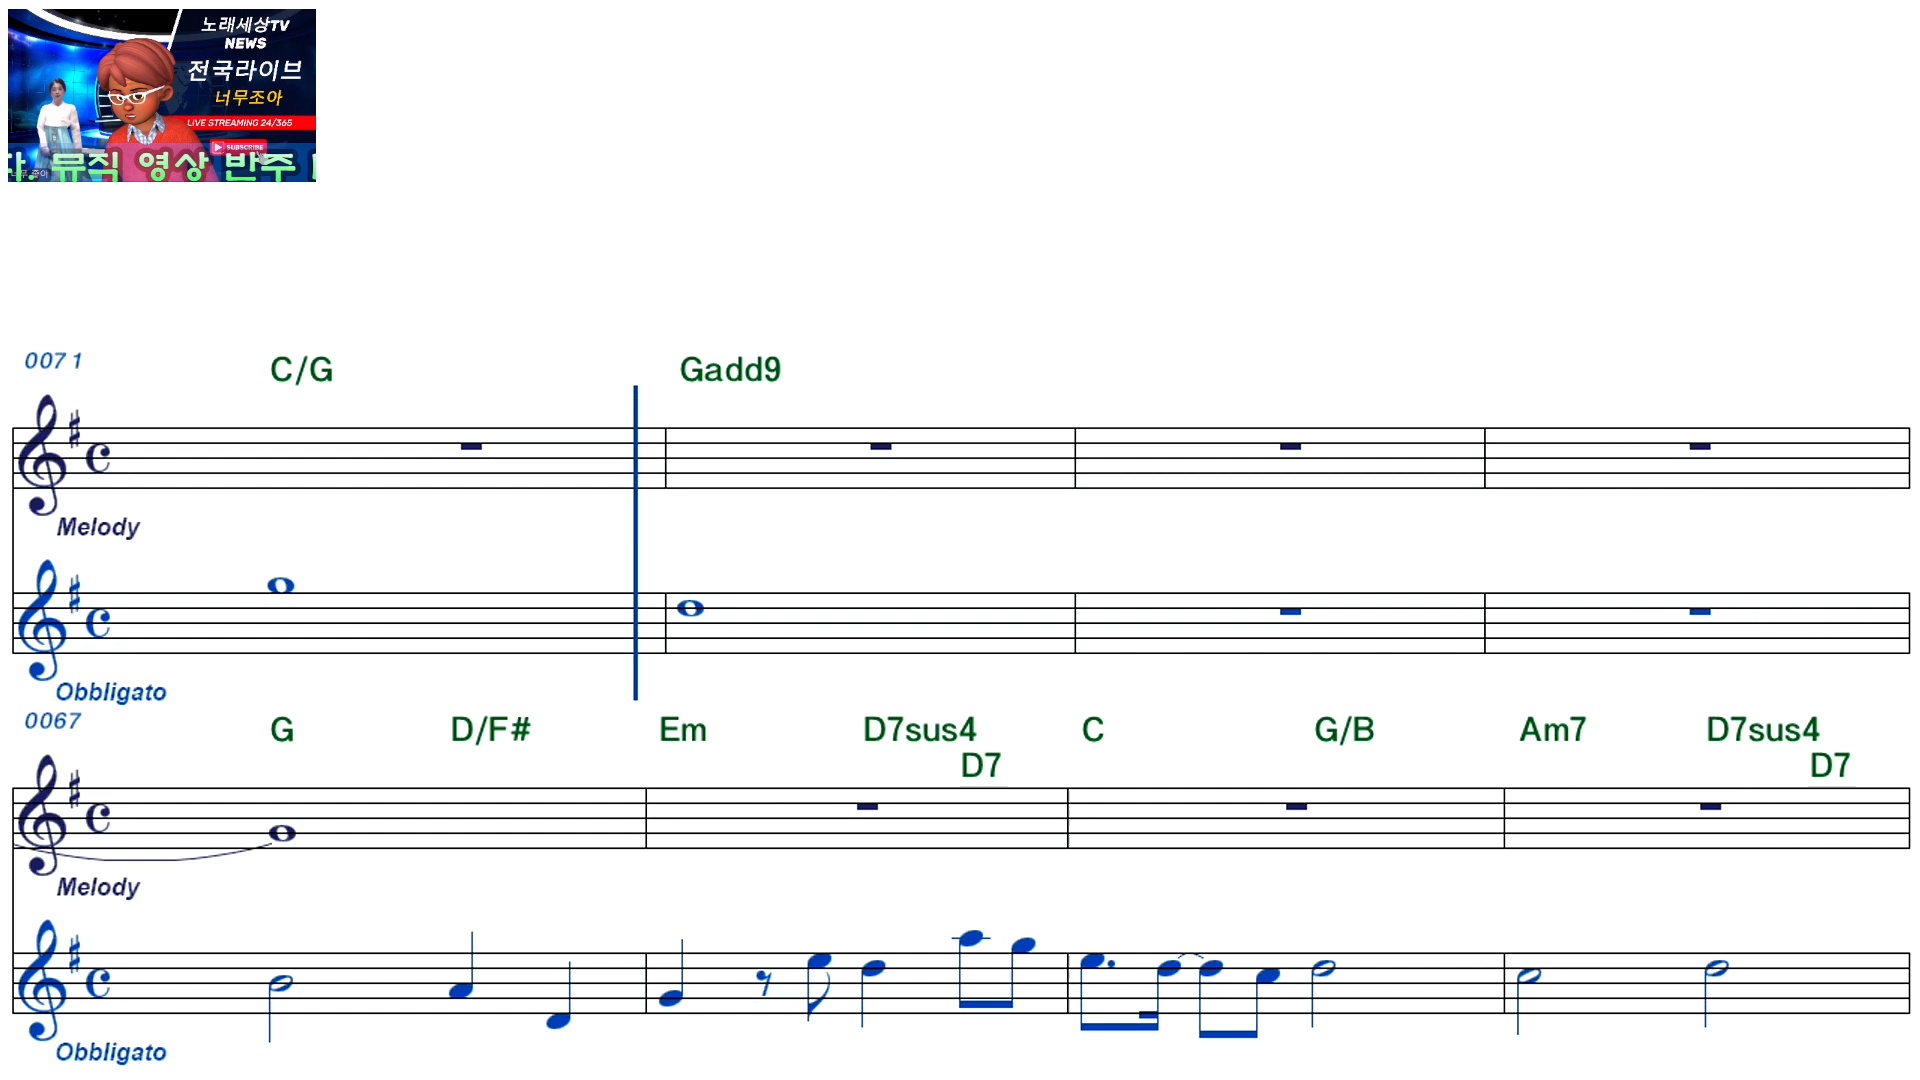 노래세상TV
NEWS
전국라이브
너무조아
LIVE STREAMING 24/365
SUBSCRIBE
뮤직 영상 반주
0071
C/G Gadd9
Melody
Obbligato
0067
G D/F# Em D7sus4 C G/B Am7 D7sus4
D7 D7
Melody
Obbligato